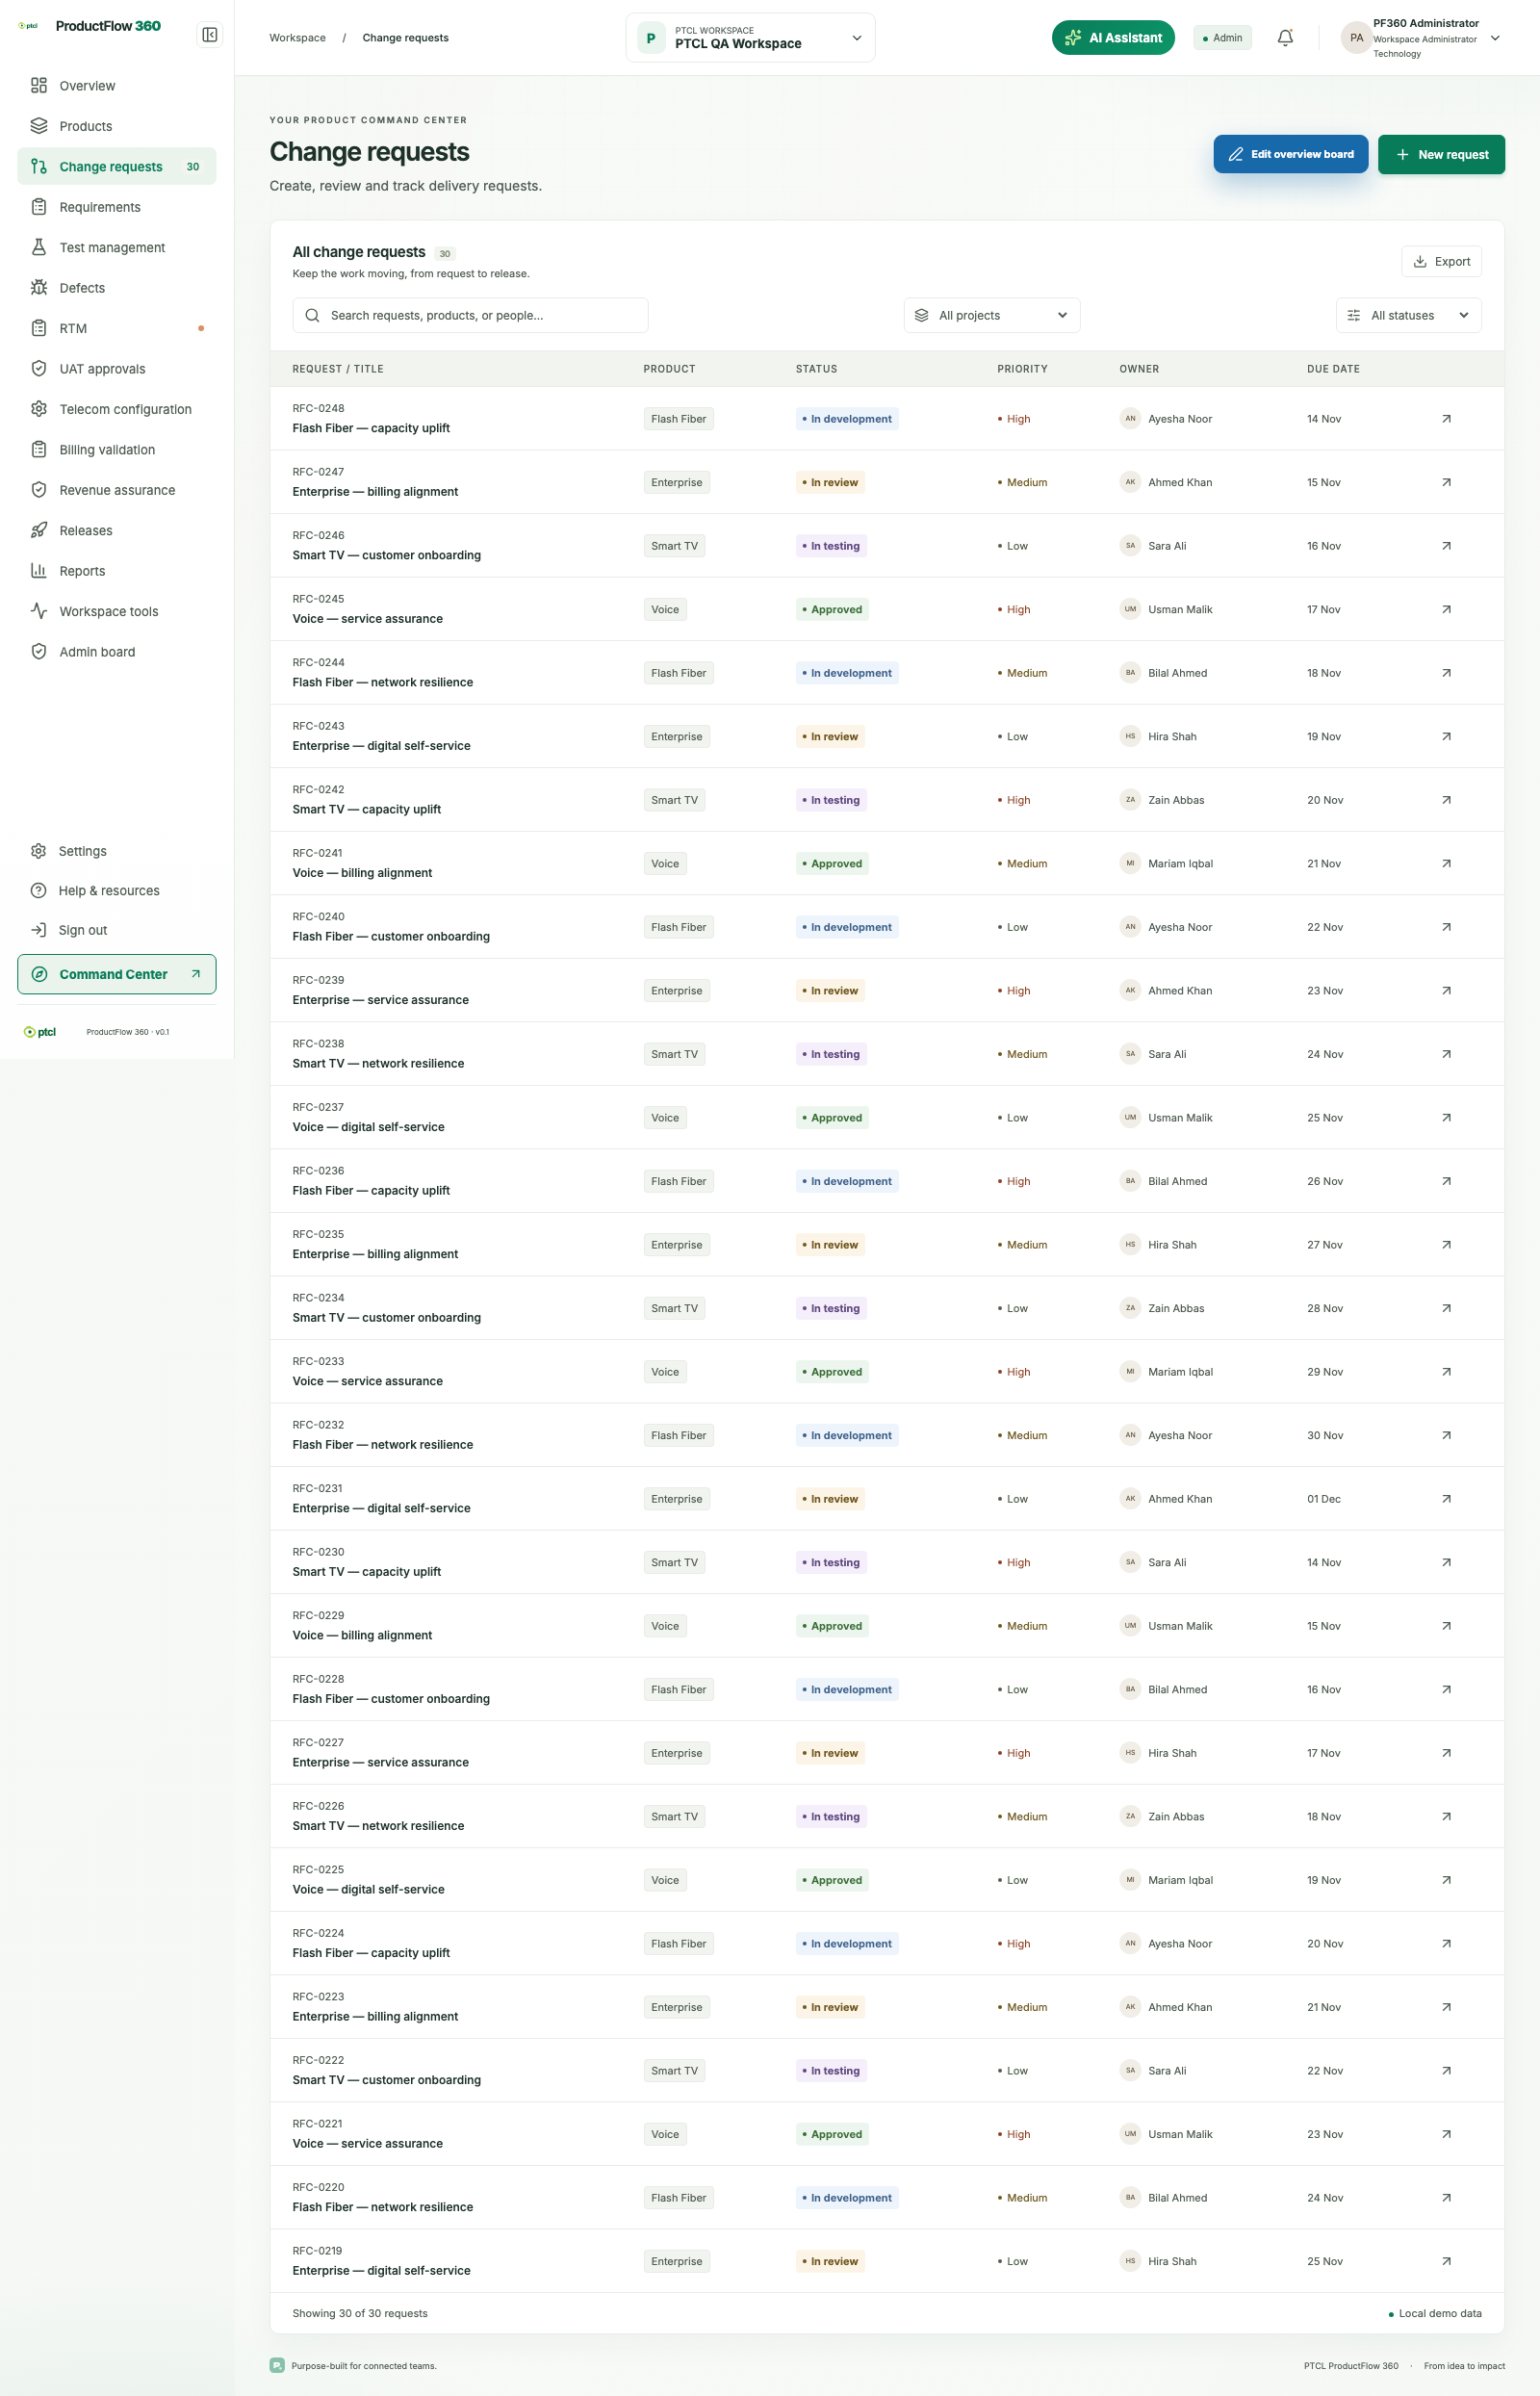 ptcl ProductFlow 360
Overview
Products
Change requests 30
Requirements
Test management
Defects
RTM
UAT approvals
Telecom configuration
Billing validation
Revenue assurance
Releases
Reports
Workspace tools
Admin board
Settings
Help & resources
Sign out
Command Center
ptcl ProductFlow 360 · v0.1
Workspace / Change requests
P PTCL WORKSPACE
PTCL QA Workspace
AI Assistant
Admin
PA PF360 Administrator
Workspace Administrator
Technology
YOUR PRODUCT COMMAND CENTER
Change requests
Create, review and track delivery requests.
Edit overview board
New request
All change requests 30
Keep the work moving, from request to release.
Export
Search requests, products, or people...
All projects
All statuses
REQUEST / TITLE PRODUCT STATUS PRIORITY OWNER DUE DATE
RFC-0248
Flash Fiber — capacity uplift Flash Fiber In development High AN Ayesha Noor 14 Nov
RFC-0247
Enterprise — billing alignment Enterprise In review Medium AK Ahmed Khan 15 Nov
RFC-0246
Smart TV — customer onboarding Smart TV In testing Low SA Sara Ali 16 Nov
RFC-0245
Voice — service assurance Voice Approved High UM Usman Malik 17 Nov
RFC-0244
Flash Fiber — network resilience Flash Fiber In development Medium BA Bilal Ahmed 18 Nov
RFC-0243
Enterprise — digital self-service Enterprise In review Low HS Hira Shah 19 Nov
RFC-0242
Smart TV — capacity uplift Smart TV In testing High ZA Zain Abbas 20 Nov
RFC-0241
Voice — billing alignment Voice Approved Medium MI Mariam Iqbal 21 Nov
RFC-0240
Flash Fiber — customer onboarding Flash Fiber In development Low AN Ayesha Noor 22 Nov
RFC-0239
Enterprise — service assurance Enterprise In review High AK Ahmed Khan 23 Nov
RFC-0238
Smart TV — network resilience Smart TV In testing Medium SA Sara Ali 24 Nov
RFC-0237
Voice — digital self-service Voice Approved Low UM Usman Malik 25 Nov
RFC-0236
Flash Fiber — capacity uplift Flash Fiber In development High BA Bilal Ahmed 26 Nov
RFC-0235
Enterprise — billing alignment Enterprise In review Medium HS Hira Shah 27 Nov
RFC-0234
Smart TV — customer onboarding Smart TV In testing Low ZA Zain Abbas 28 Nov
RFC-0233
Voice — service assurance Voice Approved High MI Mariam Iqbal 29 Nov
RFC-0232
Flash Fiber — network resilience Flash Fiber In development Medium AN Ayesha Noor 30 Nov
RFC-0231
Enterprise — digital self-service Enterprise In review Low AK Ahmed Khan 01 Dec
RFC-0230
Smart TV — capacity uplift Smart TV In testing High SA Sara Ali 14 Nov
RFC-0229
Voice — billing alignment Voice Approved Medium UM Usman Malik 15 Nov
RFC-0228
Flash Fiber — customer onboarding Flash Fiber In development Low BA Bilal Ahmed 16 Nov
RFC-0227
Enterprise — service assurance Enterprise In review High HS Hira Shah 17 Nov
RFC-0226
Smart TV — network resilience Smart TV In testing Medium ZA Zain Abbas 18 Nov
RFC-0225
Voice — digital self-service Voice Approved Low MI Mariam Iqbal 19 Nov
RFC-0224
Flash Fiber — capacity uplift Flash Fiber In development High AN Ayesha Noor 20 Nov
RFC-0223
Enterprise — billing alignment Enterprise In review Medium AK Ahmed Khan 21 Nov
RFC-0222
Smart TV — customer onboarding Smart TV In testing Low SA Sara Ali 22 Nov
RFC-0221
Voice — service assurance Voice Approved High UM Usman Malik 23 Nov
RFC-0220
Flash Fiber — network resilience Flash Fiber In development Medium BA Bilal Ahmed 24 Nov
RFC-0219
Enterprise — digital self-service Enterprise In review Low HS Hira Shah 25 Nov
Showing 30 of 30 requests
Local demo data
P Purpose-built for connected teams.
PTCL ProductFlow 360 · From idea to impact